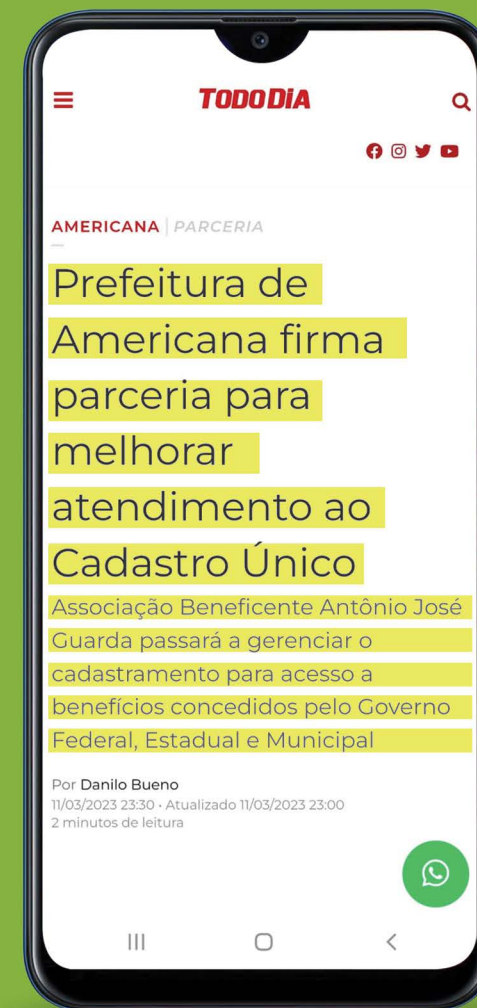 TODODiA
AMERICANA | PARCERIA
Prefeitura de
Americana firma
parceria para
melhorar
atendimento ao
Cadastro Único
Associação Beneficente Antônio José
Guarda passará a gerenciar o
cadastramento para acesso a
benefícios concedidos pelo Governo
Federal, Estadual e Municipal
Por Danilo Bueno
11/03/2023 23:30 • Atualizado 11/03/2023 23:00
2 minutos de leitura